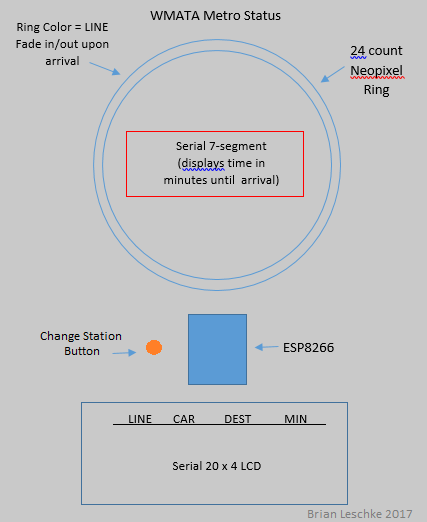 WMATA Metro Status
Ring Color = LINE
Fade in/out upon
arrival
24 count
Neopixel
Ring
Serial 7-segment
(displays time in
minutes until arrival)
Change Station
Button
ESP8266
LINE CAR DEST MIN
Serial 20 x 4 LCD
Brian Leschke 2017